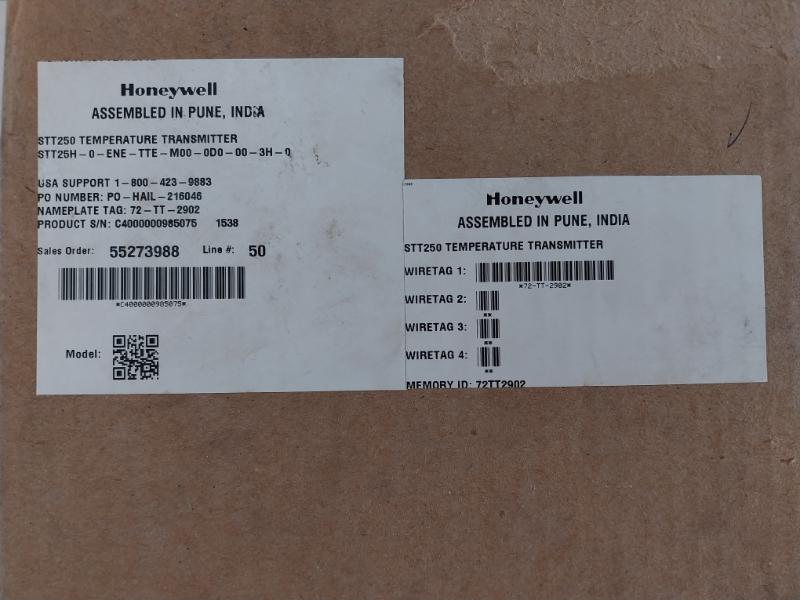 Honeywell
ASSEMBLED IN PUNE, INDIA
STT250 TEMPERATURE TRANSMITTER
STT25H-0-ENE-TTE-M00-0D0-00-3H-0
USA SUPPORT 1-800-423-9883
PO NUMBER: PO-HAIL-216046
NAMEPLATE TAG: 72-TT-2902
PRODUCT S/N: C4000000985075 1538
Sales Order: 55273988 Line #: 50
*C4000000985075*
Model:
Honeywell
ASSEMBLED IN PUNE, INDIA
STT250 TEMPERATURE TRANSMITTER
WIRETAG 1:
*72-TT-2902*
WIRETAG 2:
**
WIRETAG 3:
**
WIRETAG 4:
**
MEMORY ID: 72TT2902